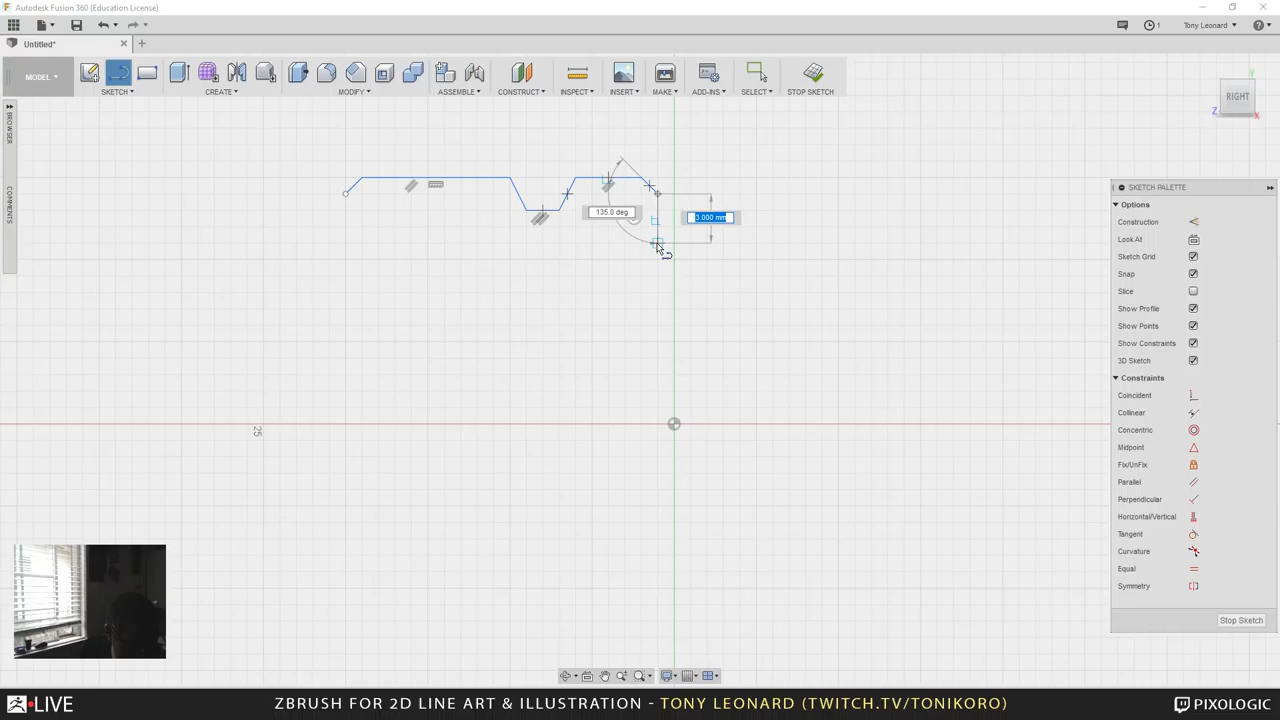 Autodesk Fusion 360 (Education License)
1 Tony Leonard
Untitled*
MODEL
SKETCH CREATE MODIFY ASSEMBLE CONSTRUCT INSPECT INSERT MAKE ADD-INS SELECT STOP SKETCH
RIGHT
Y
Z
X
BROWSER
COMMENTS
135.0 deg
3.000 mm
25
SKETCH PALETTE
Options
Construction
Look At
Sketch Grid
Snap
Slice
Show Profile
Show Points
Show Constraints
3D Sketch
Constraints
Coincident
Collinear
Concentric
Midpoint
Fix/UnFix
Parallel
Perpendicular
Horizontal/Vertical
Tangent
Curvature
Equal
Symmetry
Stop Sketch
LIVE ZBRUSH FOR 2D LINE ART & ILLUSTRATION - TONY LEONARD (TWITCH.TV/TONIKORO) PIXOLOGIC